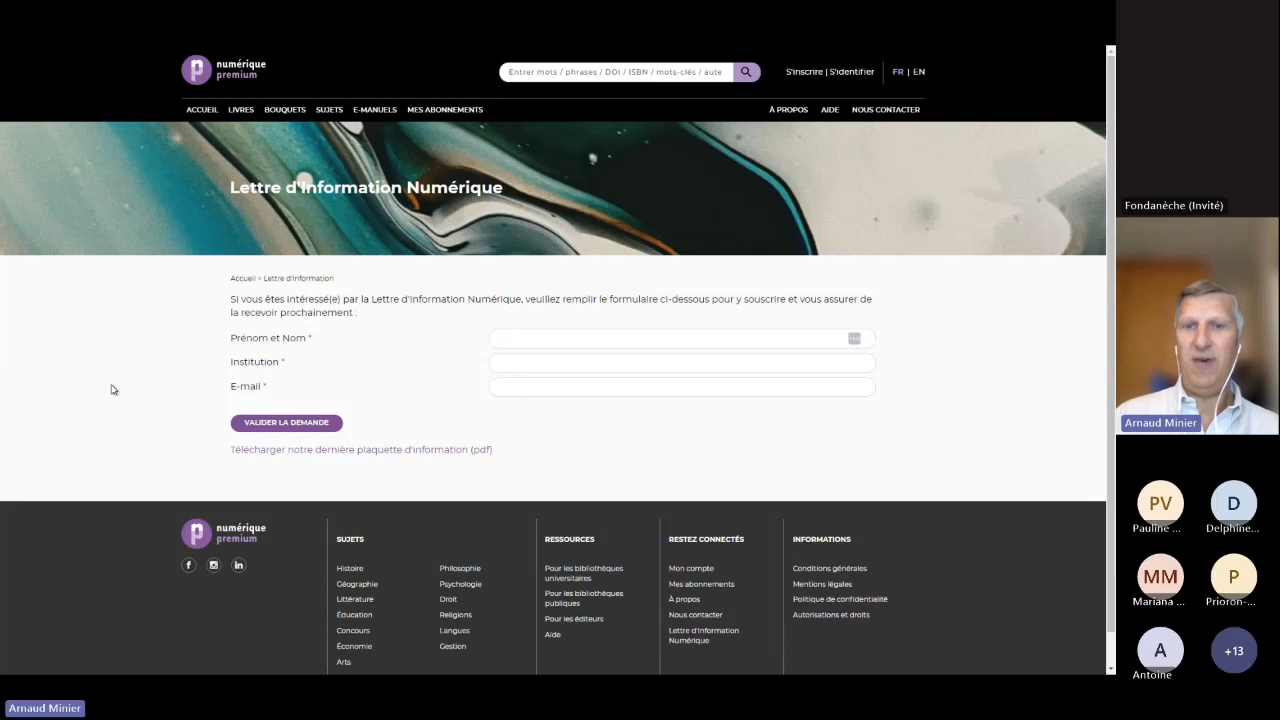 numérique
premium
Entrer mots / phrases / DOI / ISBN / mots-clés / aute
S'inscrire | S'identifier
FR | EN
ACCUEIL LIVRES BOUQUETS SUJETS E-MANUELS MES ABONNEMENTS
À PROPOS AIDE NOUS CONTACTER
Lettre d'Information Numérique
Accueil > Lettre d'Information
Si vous êtes intéressé(e) par la Lettre d'Information Numérique, veuillez remplir le formulaire ci-dessous pour y souscrire et vous assurer de
la recevoir prochainement :
Prénom et Nom *
Institution *
E-mail *
VALIDER LA DEMANDE
Télécharger notre dernière plaquette d'information (pdf)
numérique
premium
SUJETS
Histoire
Géographie
Littérature
Éducation
Concours
Économie
Arts
Philosophie
Psychologie
Droit
Religions
Langues
Gestion
RESSOURCES
Pour les bibliothèques
universitaires
Pour les bibliothèques
publiques
Pour les éditeurs
Aide
RESTEZ CONNECTÉS
Mon compte
Mes abonnements
À propos
Nous contacter
Lettre d'Information
Numérique
INFORMATIONS
Conditions générales
Mentions légales
Politique de confidentialité
Autorisations et droits
Fondanèche (Invité)
Arnaud Minier
PV
Pauline ...
D
Delphine...
MM
Mariana ...
P
Prioron-...
A
Antoine
+13
Arnaud Minier